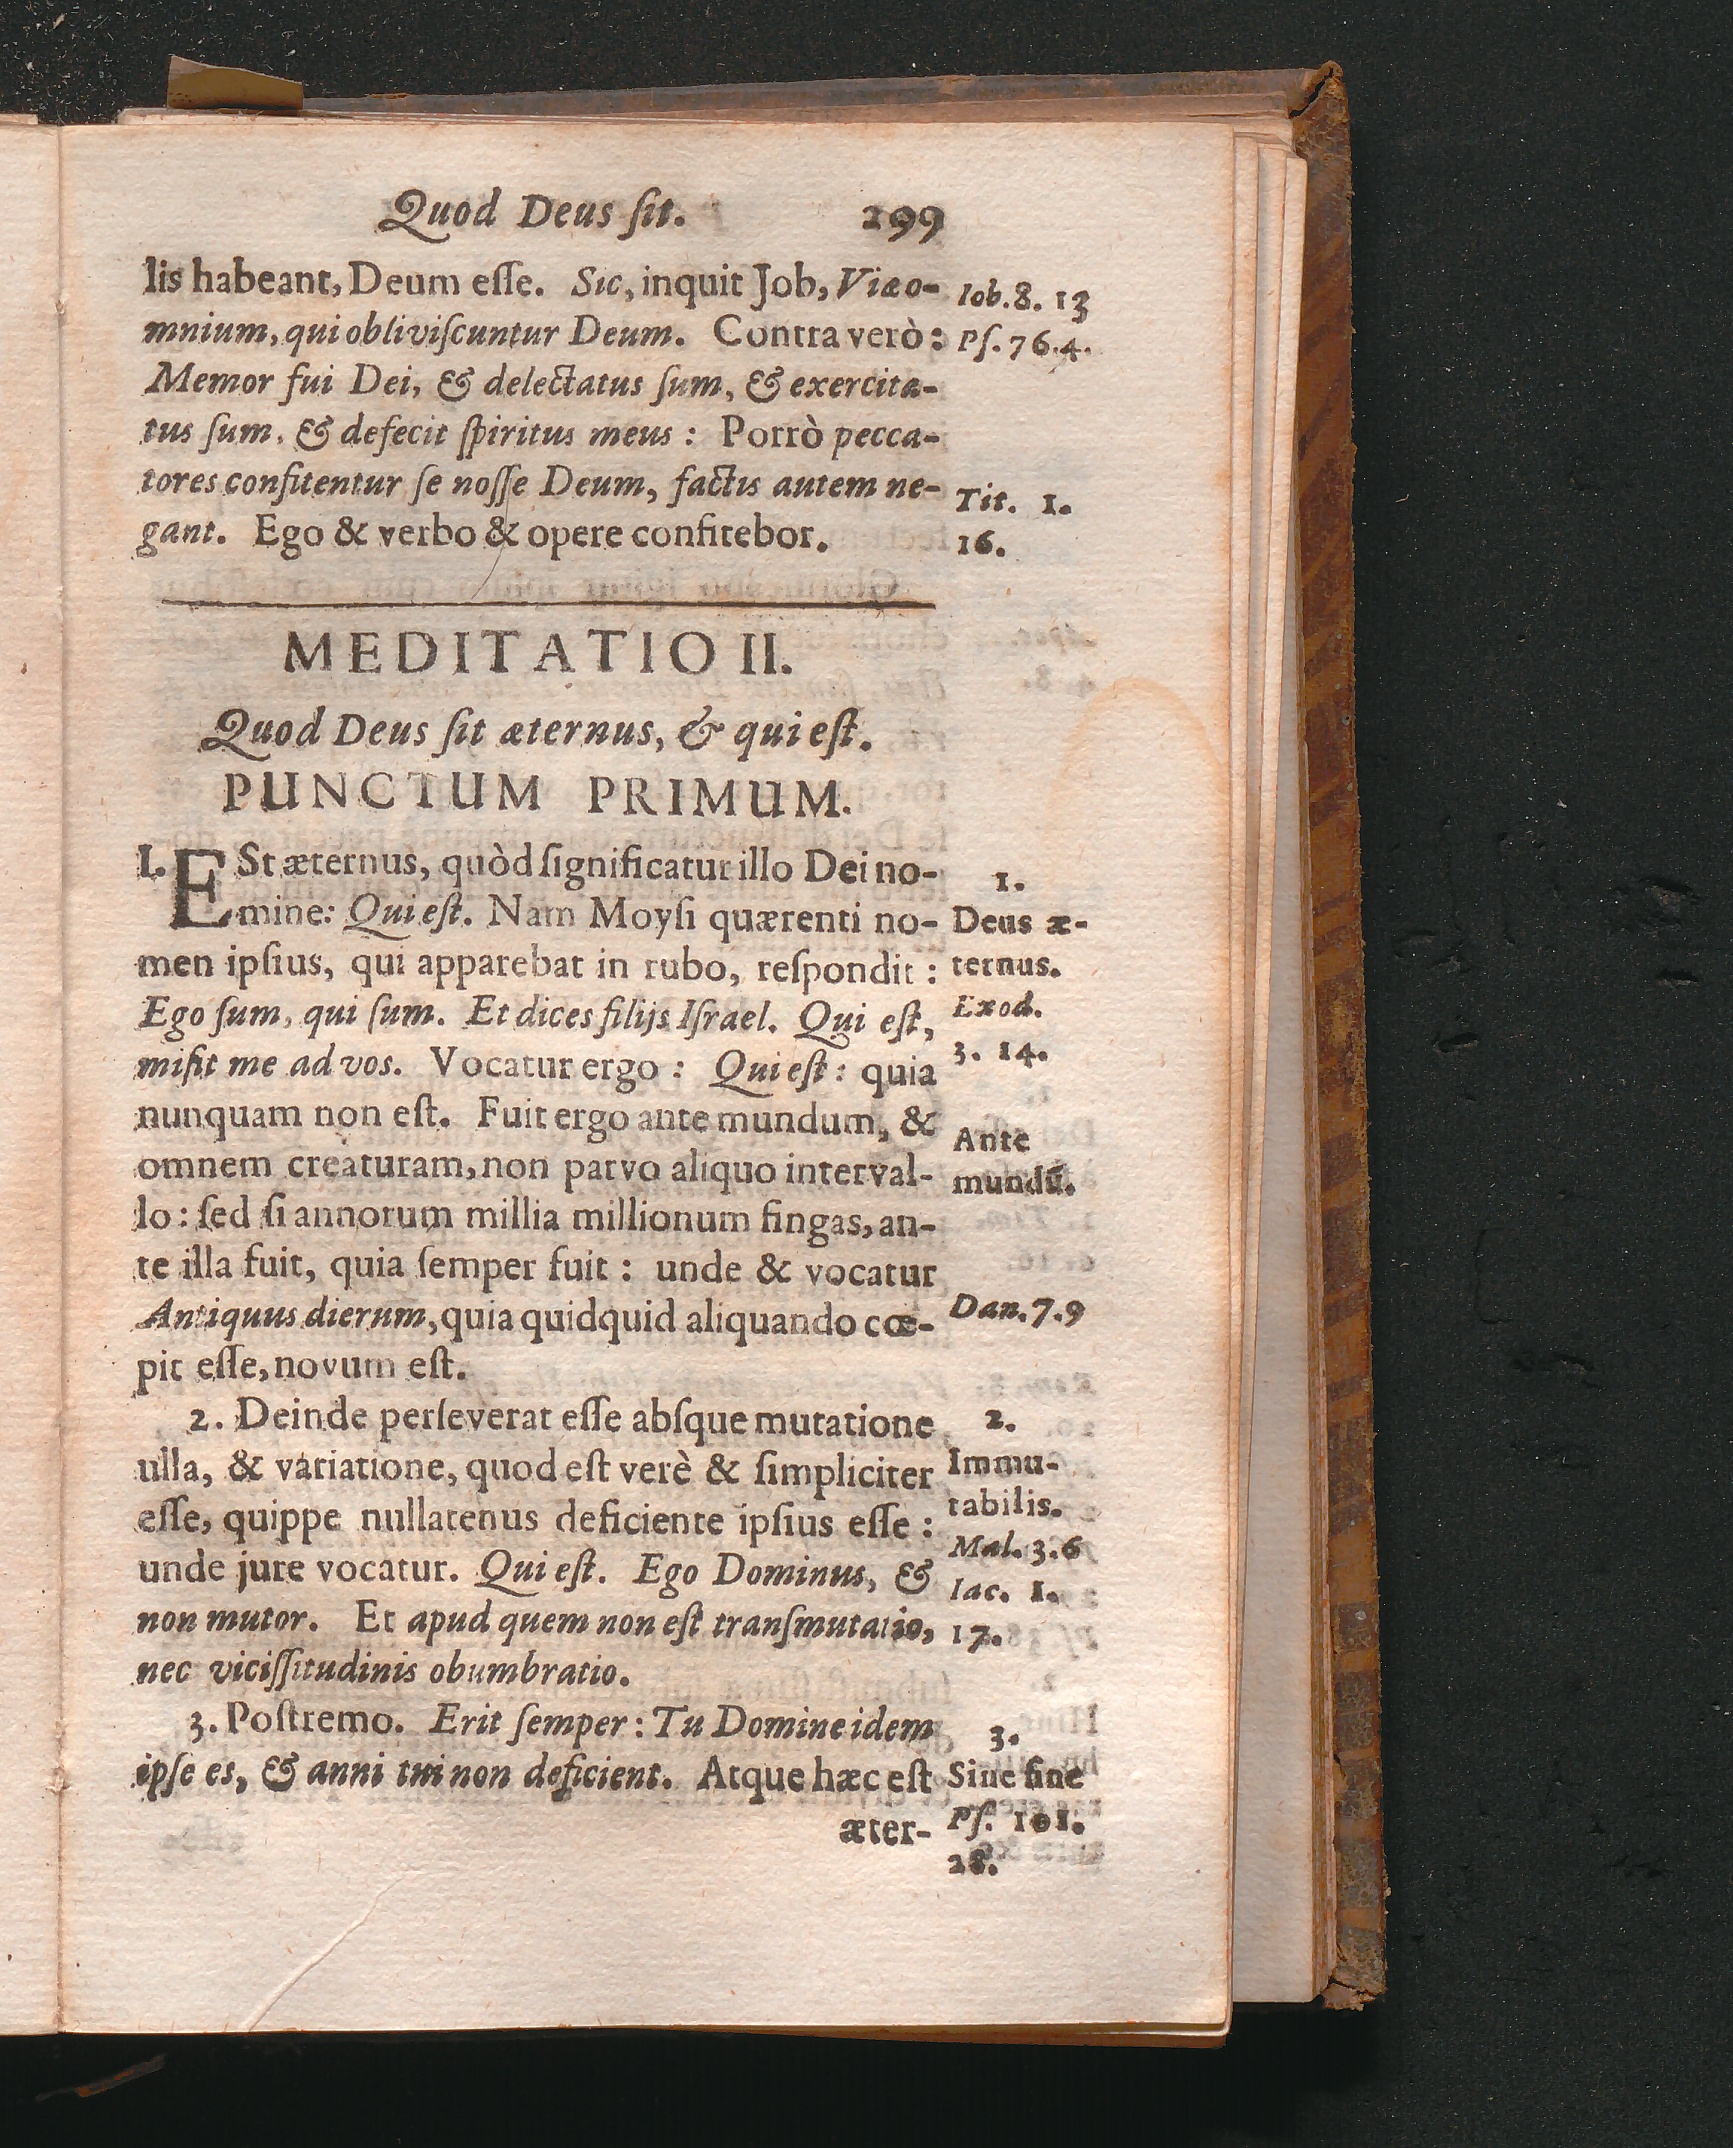 Quod Deus ſit. 299
lis habeant, Deum eſſe. Sic, inquit Job, Viæ o-
Iob. 8. 13
mnium, qui obliviſcuntur Deum. Contra verò:
Pſ. 76.4.
Memor fui Dei, & delectatus ſum, & exercita-
tus ſum, & defecit ſpiritus meus : Porrò pecca-
tores confitentur ſe noſſe Deum, factis autem ne-
Tit. 1.
gant. Ego & verbo & opere confitebor.
16.
MEDITATIO II.
Quod Deus ſit æternus, & qui eſt.
PUNCTUM PRIMUM.
I. ESt æternus, quòd ſignificatur illo Dei no-
1.
mine: Qui eſt. Nam Moyſi quærenti no-
Deus æ-
men ipſius, qui apparebat in rubo, reſpondit :
ternus.
Ego ſum, qui ſum. Et dices filijs Iſrael. Qui eſt,
Exod.
miſit me ad vos. Vocatur ergo : Qui eſt : quia
3. 14.
nunquam non eſt. Fuit ergo ante mundum, &
Ante
omnem creaturam, non parvo aliquo interval-
mundū.
lo : ſed ſi annorum millia millionum fingas, an-
te illa fuit, quia ſemper fuit : unde & vocatur
Antiquus dierum, quia quidquid aliquando cœ-
Dan. 7.9
pit eſſe, novum eſt.
2. Deinde perſeverat eſſe abſque mutatione
2.
ulla, & variatione, quod eſt verè & ſimpliciter
Immu-
eſſe, quippe nullatenus deficiente ipſius eſſe :
tabilis.
unde jure vocatur. Qui eſt. Ego Dominus, &
Mal. 3.6
Iac. 1.
non mutor. Et apud quem non eſt tranſmutatio,
17.
nec viciſſitudinis obumbratio.
3. Poſtremo. Erit ſemper : Tu Domine idem
3.
ipſe es, & anni tui non deficient. Atque hæc eſt
Sine fine
æter-
Pſ. 101.
28.